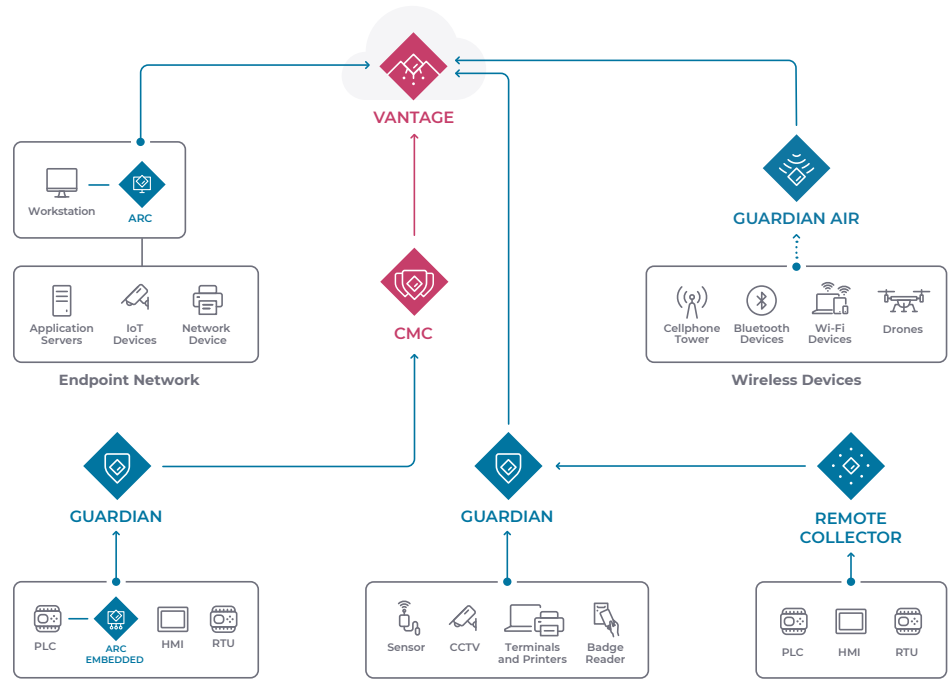 VANTAGE
Workstation
ARC
GUARDIAN AIR
Application
Servers
IoT
Devices
Network
Device
Endpoint Network
CMC
Cellphone
Tower
Bluetooth
Devices
Wi-Fi
Devices
Drones
Wireless Devices
GUARDIAN
GUARDIAN
REMOTE
COLLECTOR
PLC
ARC
EMBEDDED
HMI
RTU
Sensor
CCTV
Terminals
and Printers
Badge
Reader
PLC
HMI
RTU